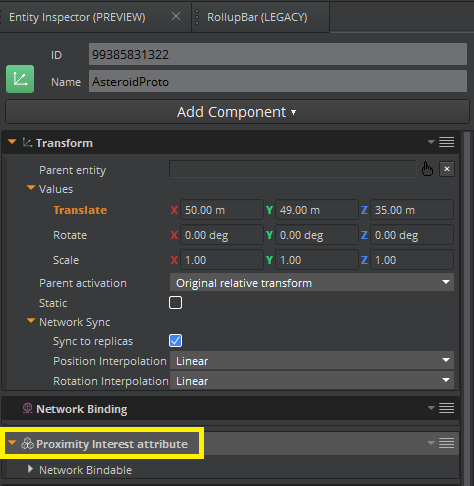 Entity Inspector (PREVIEW) × RollupBar (LEGACY)
ID 99385831322
Name AsteroidProto
Add Component
Transform
Parent entity
Values
Translate X 50.00 m Y 49.00 m Z 35.00 m
Rotate X 0.00 deg Y 0.00 deg Z 0.00 deg
Scale X 1.00 Y 1.00 Z 1.00
Parent activation Original relative transform
Static
Network Sync
Sync to replicas
Position Interpolation Linear
Rotation Interpolation Linear
Network Binding
Proximity Interest attribute
Network Bindable